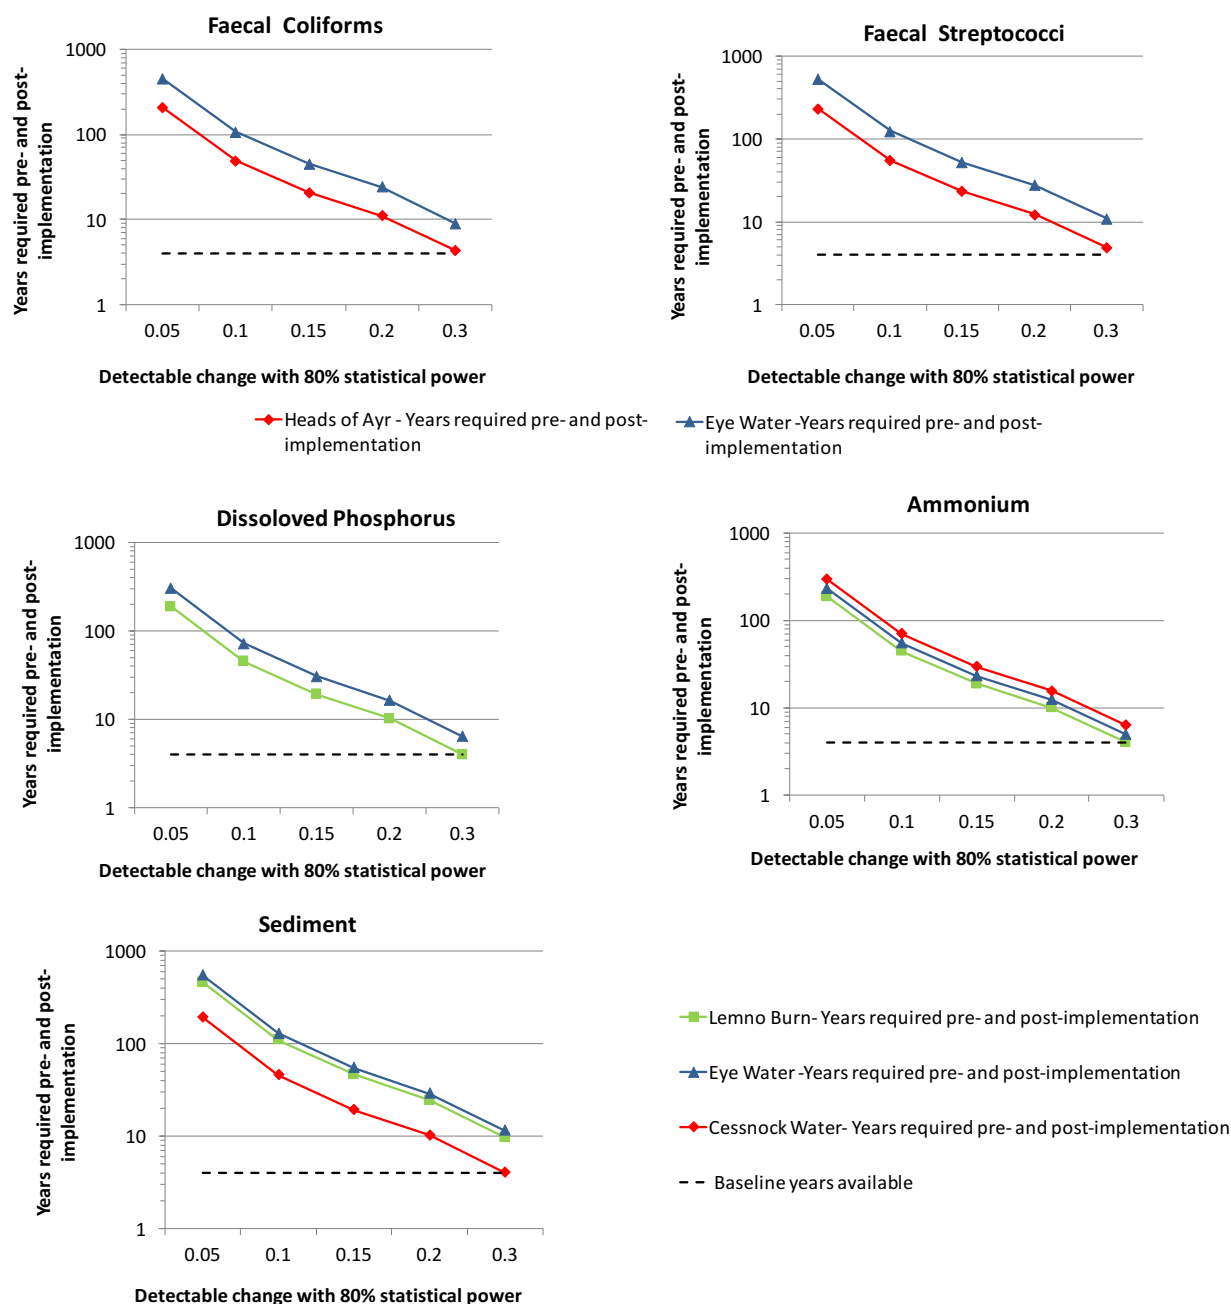 Faecal Coliforms
Years required pre- and post-
implementation
1000
100
10
1
0.05 0.1 0.15 0.2 0.3
Detectable change with 80% statistical power
Faecal Streptococci
Years required pre- and post-
implementation
1000
100
10
1
0.05 0.1 0.15 0.2 0.3
Detectable change with 80% statistical power
Heads of Ayr - Years required pre- and post-
implementation
Eye Water -Years required pre- and post-
implementation
Dissoloved Phosphorus
Years required pre- and post-
implementation
1000
100
10
1
0.05 0.1 0.15 0.2 0.3
Detectable change with 80% statistical power
Ammonium
Years required pre- and post-
implementation
1000
100
10
1
0.05 0.1 0.15 0.2 0.3
Detectable change with 80% statistical power
Sediment
Years required pre- and post-
implementation
1000
100
10
1
0.05 0.1 0.15 0.2 0.3
Detectable change with 80% statistical power
Lemno Burn- Years required pre- and post-implementation
Eye Water -Years required pre- and post-implementation
Cessnock Water- Years required pre- and post-implementation
Baseline years available